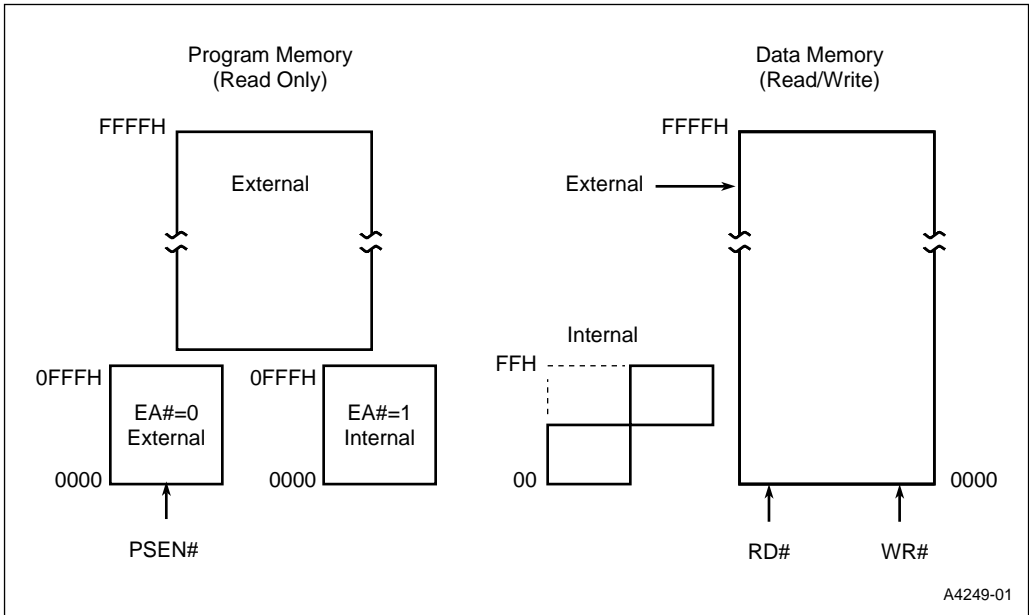 Program Memory
(Read Only)
FFFFH
External
0FFFH
EA#=0
External
0000
PSEN#
0FFFH
EA#=1
Internal
0000
Data Memory
(Read/Write)
FFFFH
External
Internal
FFH
00
0000
RD#
WR#
A4249-01